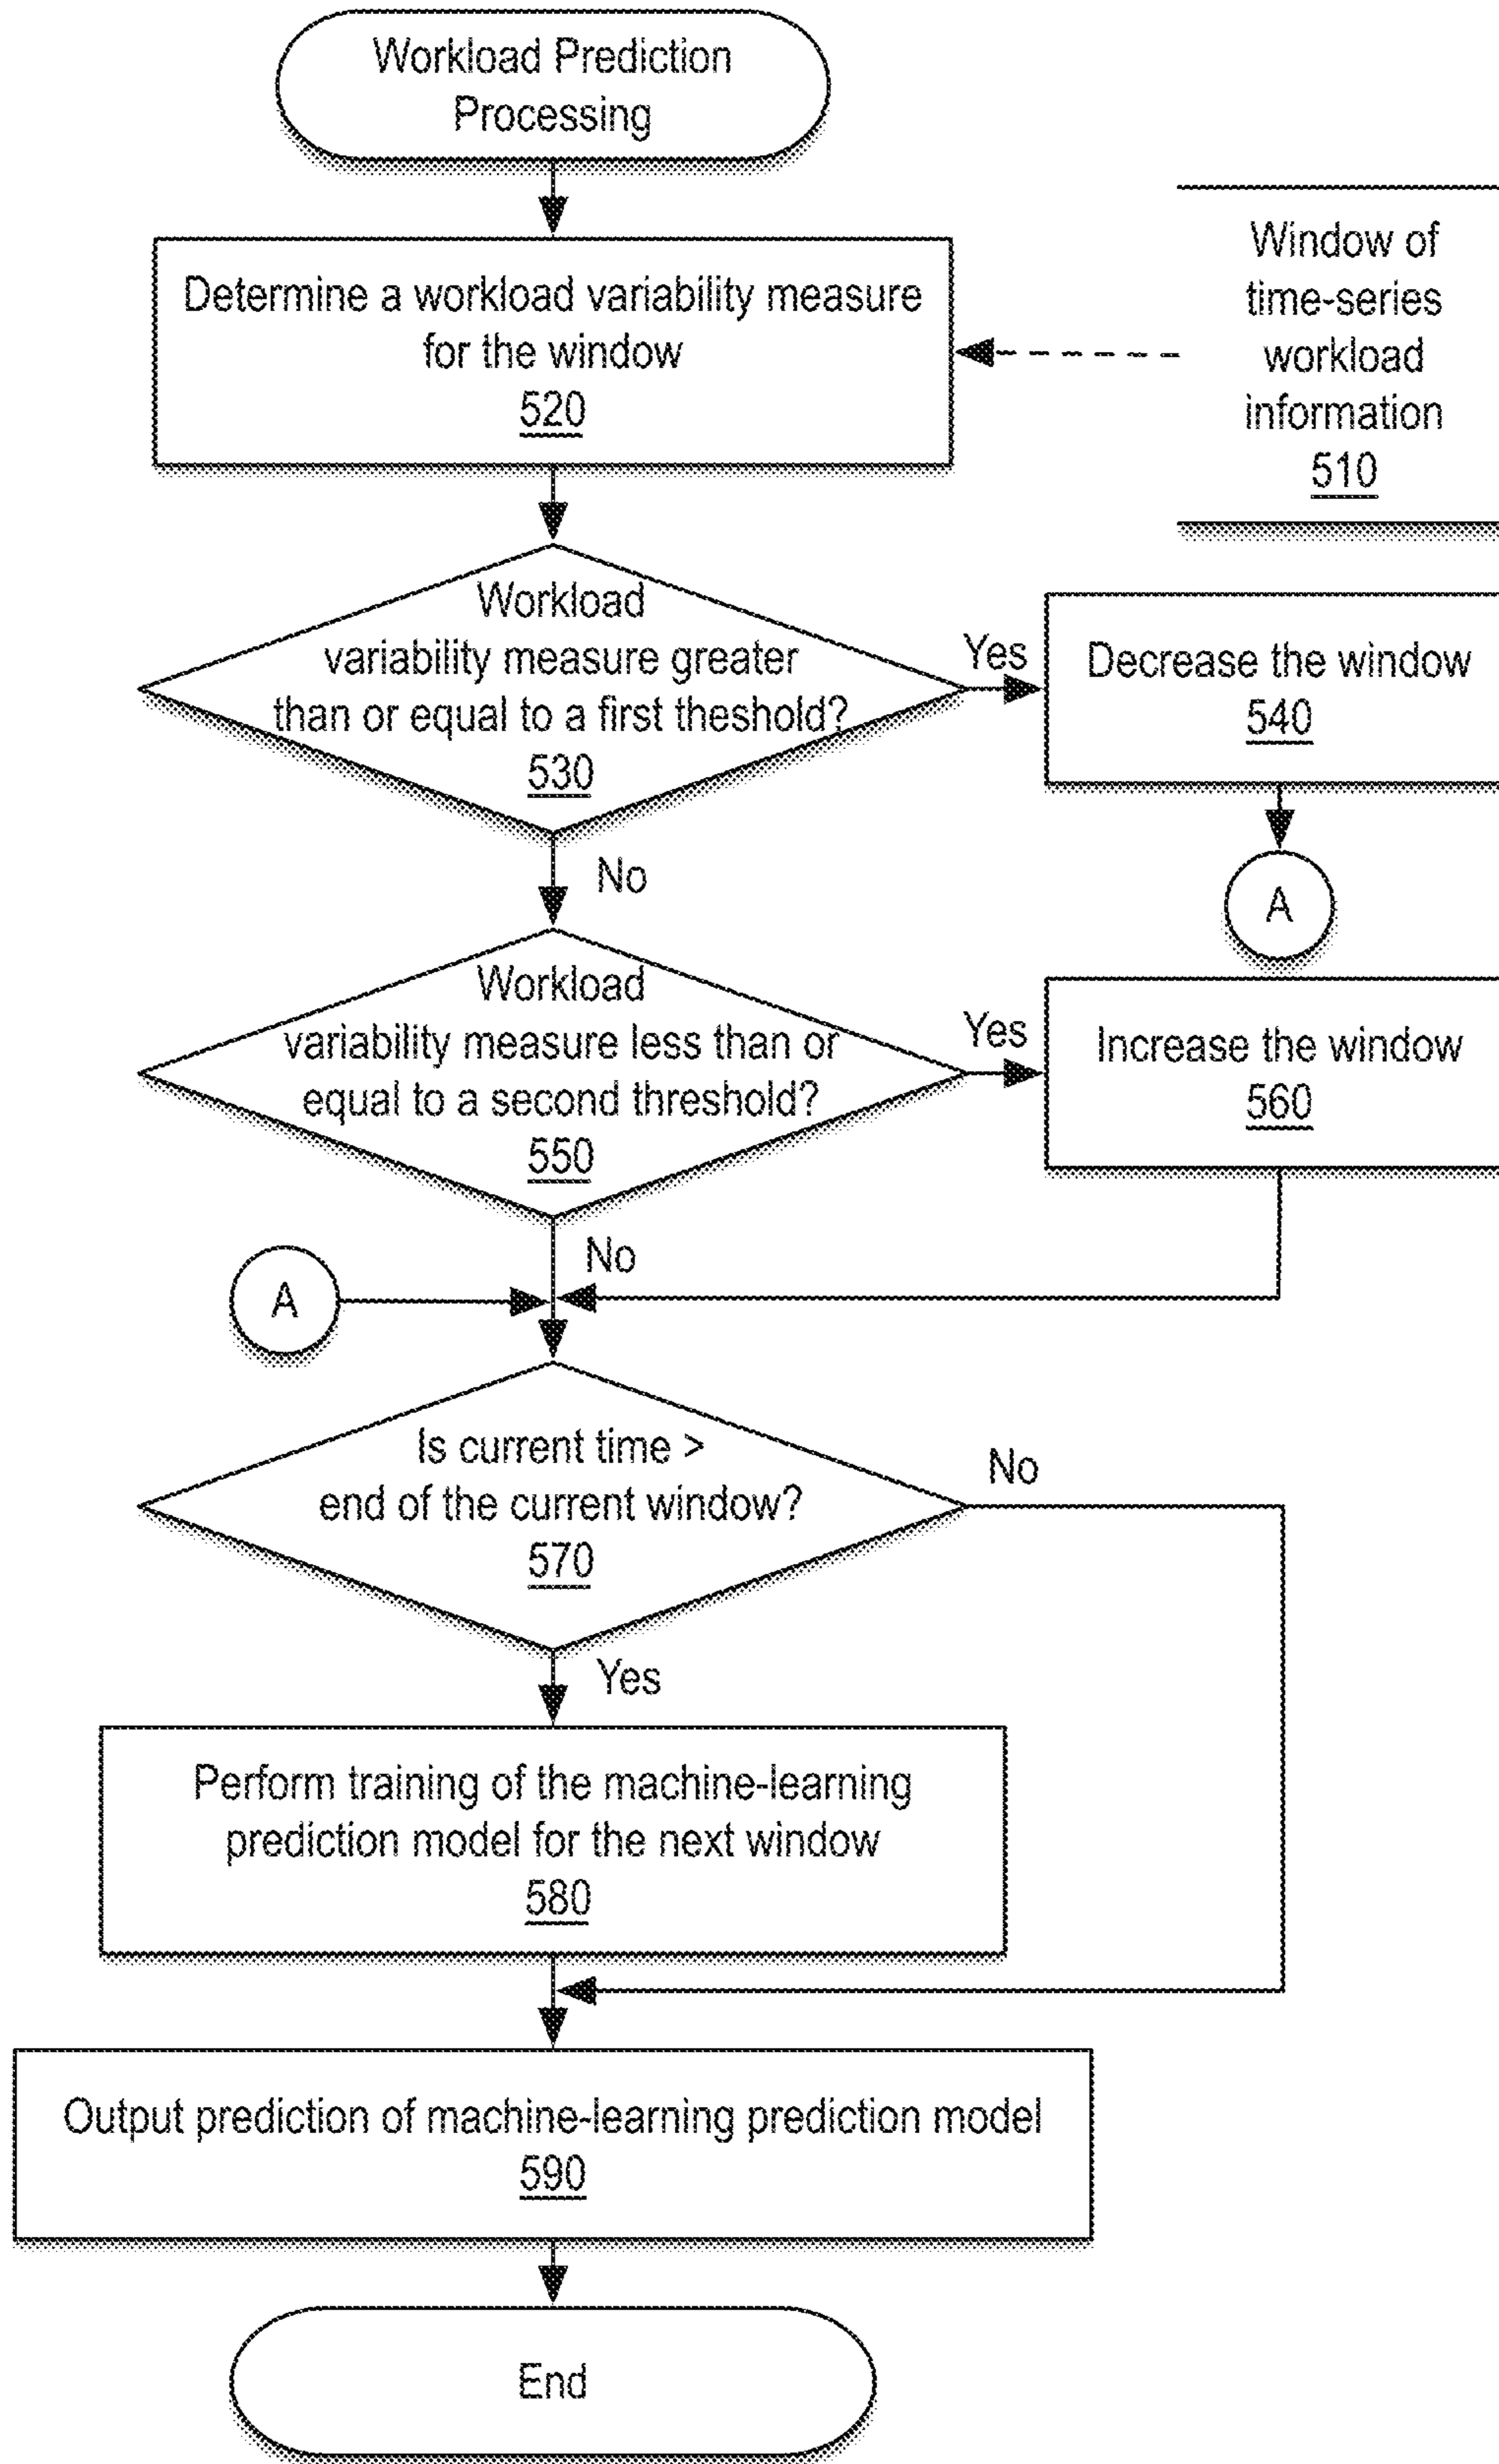 Workload Prediction
Processing
Determine a workload variability measure
for the window
520
Window of
time-series
workload
information
510
Workload
variability measure greater
than or equal to a first theshold?
530
Yes
Decrease the window
540
A
No
Workload
variability measure less than or
equal to a second threshold?
550
Yes
Increase the window
560
No
A
Is current time >
end of the current window?
570
No
Yes
Perform training of the machine-learning
prediction model for the next window
580
Output prediction of machine-learning prediction model
590
End